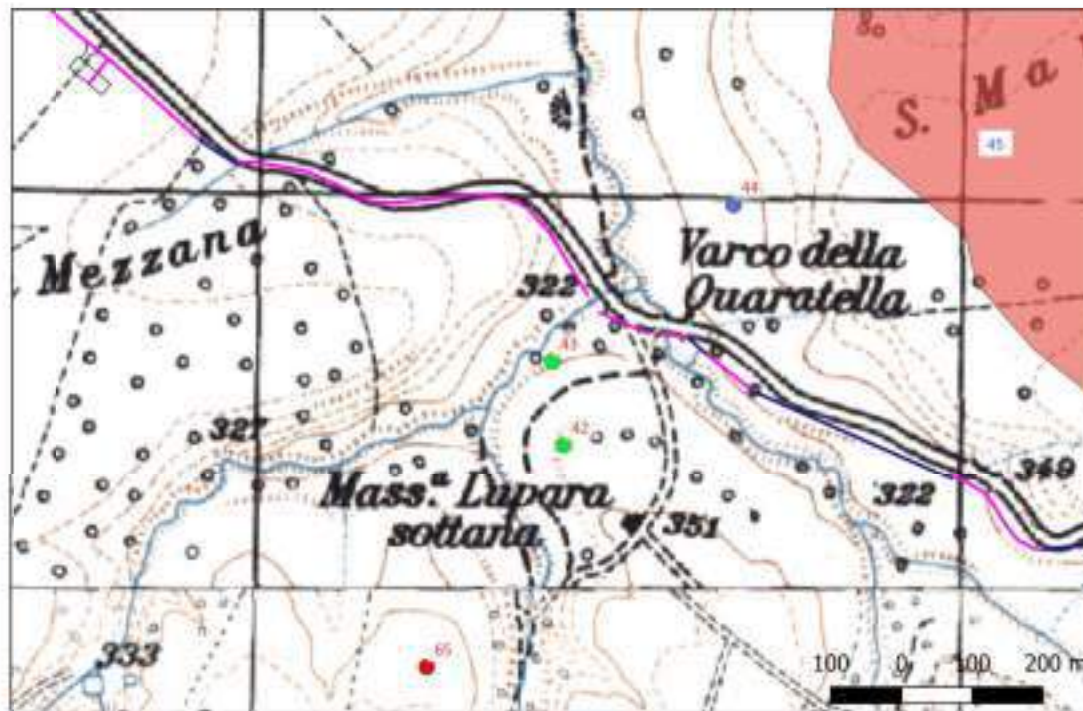 S. Ma
45
44
Mezzana
Varco della
Quaratella
322
43
327
42
349
Mass.ª Lupara
sottana
322
351
333
65
100 0 100 200 m